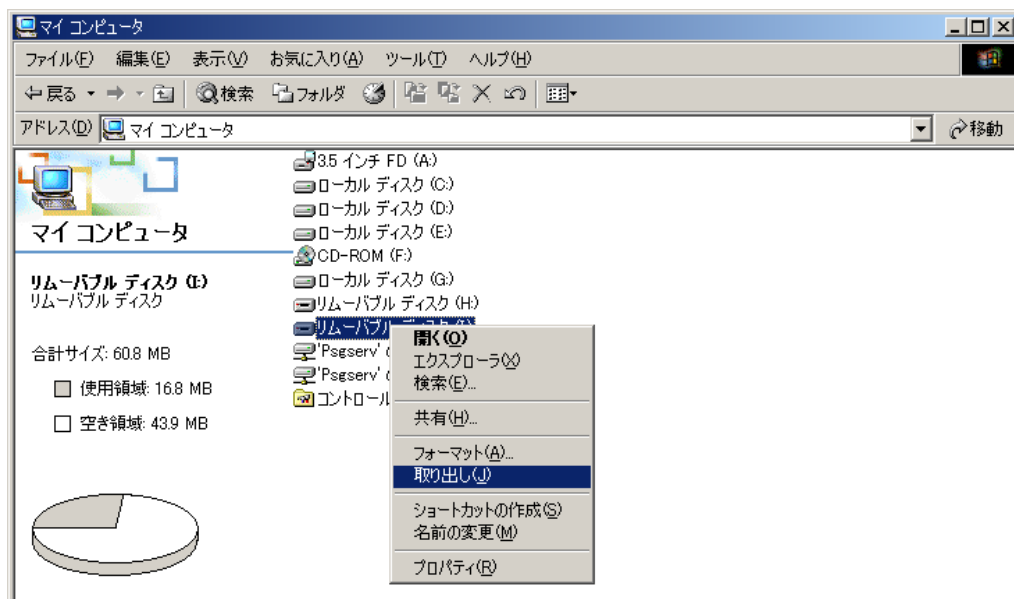 マイ コンピュータ
ファイル(F) 編集(E) 表示(V) お気に入り(A) ツール(T) ヘルプ(H)
戻る 検索 フォルダ
アドレス(D) マイ コンピュータ 移動
マイ コンピュータ
リムーバブル ディスク (I:)
リムーバブル ディスク
合計サイズ: 60.8 MB
使用領域: 16.8 MB
空き領域: 43.9 MB
3.5 インチ FD (A:)
ローカル ディスク (C:)
ローカル ディスク (D:)
ローカル ディスク (E:)
CD-ROM (F:)
ローカル ディスク (G:)
リムーバブル ディスク (H:)
リムーバブル
'Psgserv'
'Psgserv'
コントロール
開く(O)
エクスプローラ(X)
検索(E)...
共有(H)...
フォーマット(A)...
取り出し(J)
ショートカットの作成(S)
名前の変更(M)
プロパティ(R)